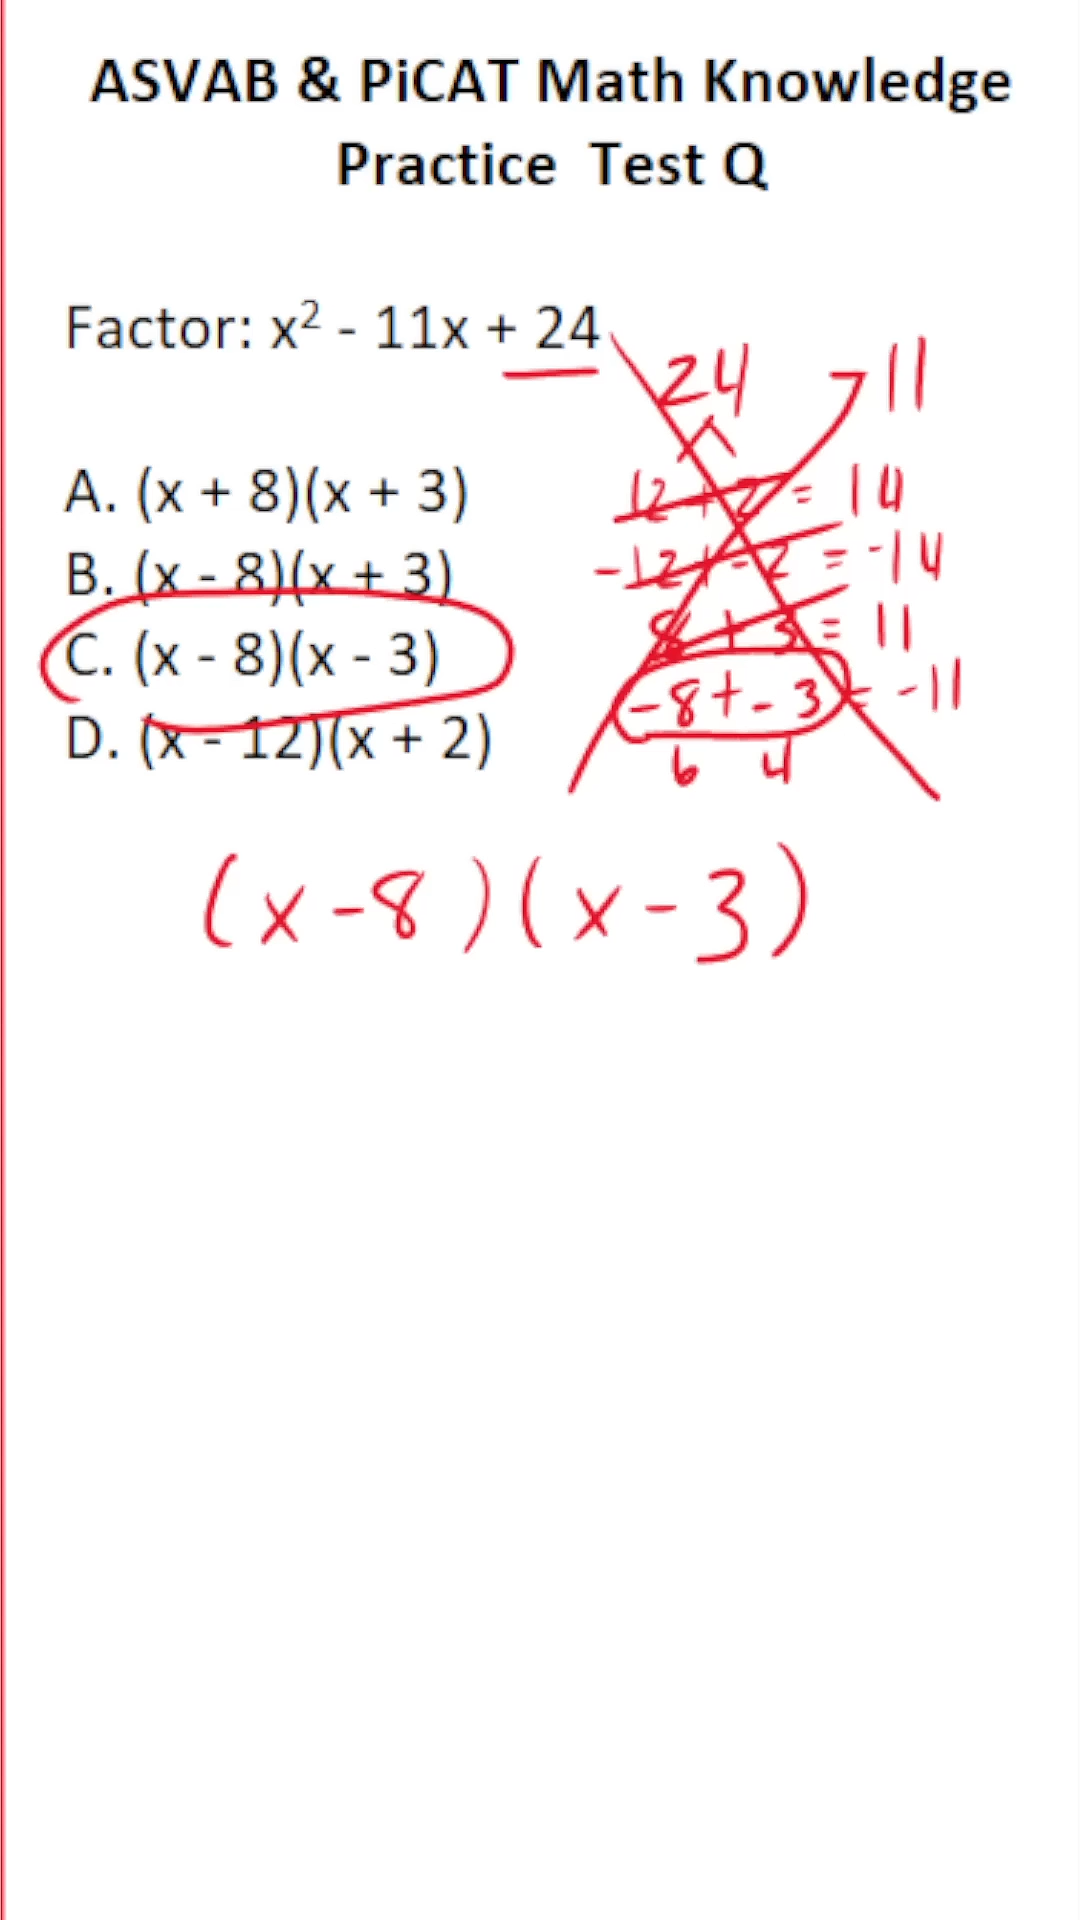 ASVAB & PiCAT Math Knowledge
Practice Test Q
Factor: x² - 11x + 24
24 -11
A. (x + 8)(x + 3)
12 + 2 = 14
B. (x - 8)(x + 3)
-12 + -2 = -14
C. (x - 8)(x - 3)
8 + 3 = 11
-8 + -3 = -11
D. (x - 12)(x + 2)
6 4
(x-8)(x-3)